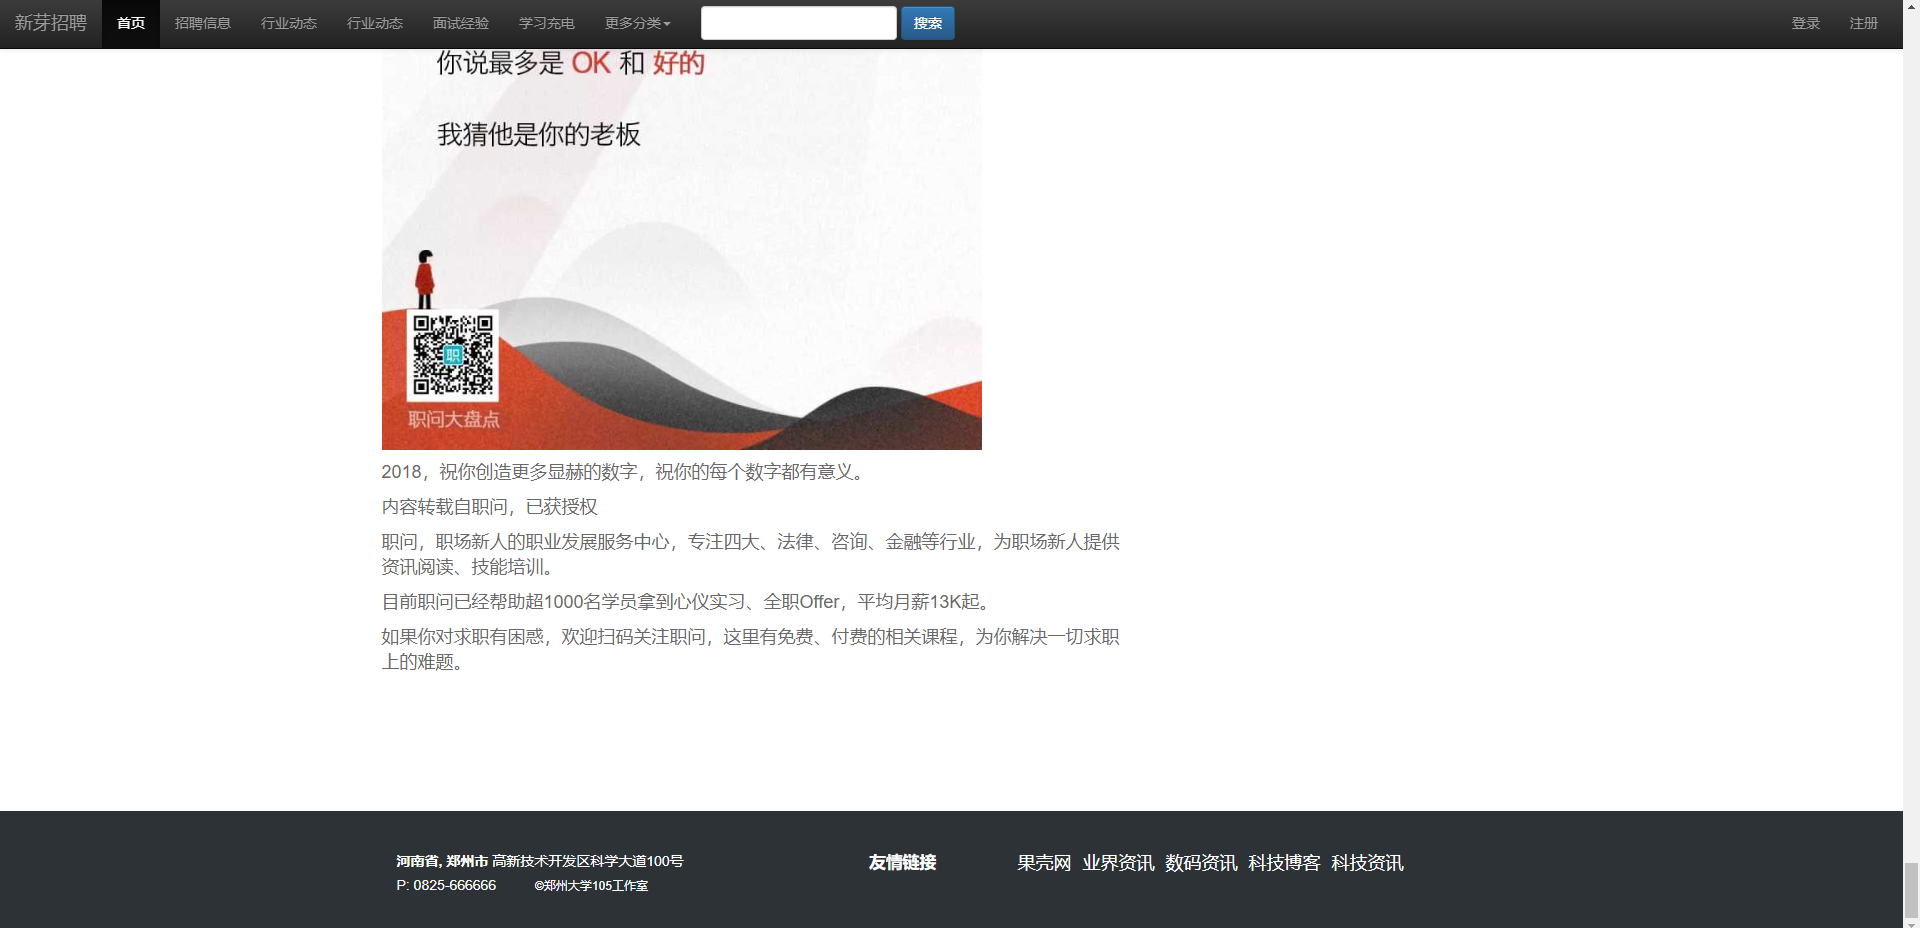 新芽招聘 首页 招聘信息 行业动态 行业动态 面试经验 学习充电 更多分类 搜索 登录 注册
你说最多是 OK 和 好的
我猜他是你的老板
职
职问大盘点
2018，祝你创造更多显赫的数字，祝你的每个数字都有意义。
内容转载自职问，已获授权
职问，职场新人的职业发展服务中心，专注四大、法律、咨询、金融等行业，为职场新人提供
资讯阅读、技能培训。
目前职问已经帮助超1000名学员拿到心仪实习、全职Offer，平均月薪13K起。
如果你对求职有困惑，欢迎扫码关注职问，这里有免费、付费的相关课程，为你解决一切求职
上的难题。
河南省, 郑州市 高新技术开发区科学大道100号
P: 0825-666666 ©郑州大学105工作室
友情链接
果壳网 业界资讯 数码资讯 科技博客 科技资讯